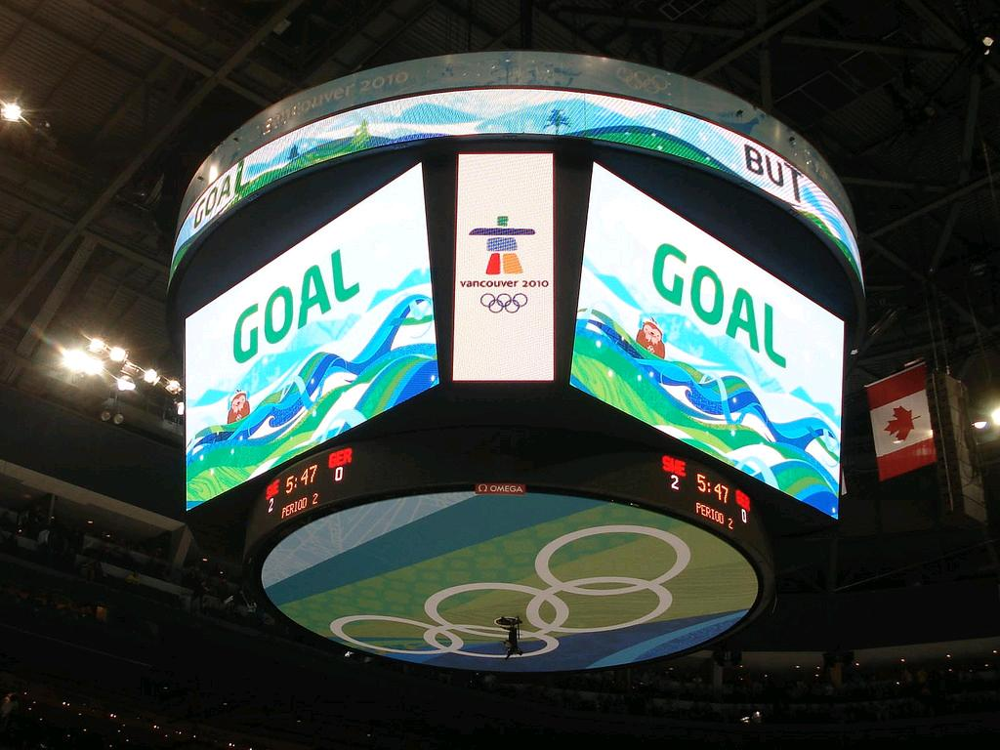 vancouver 2010
GOAL
BUT
GOAL
GOAL
vancouver 2010
SWE 5:47 GER
2 0
PERIOD 2
SWE 5:47 GER
2 0
PERIOD 2
Ω OMEGA